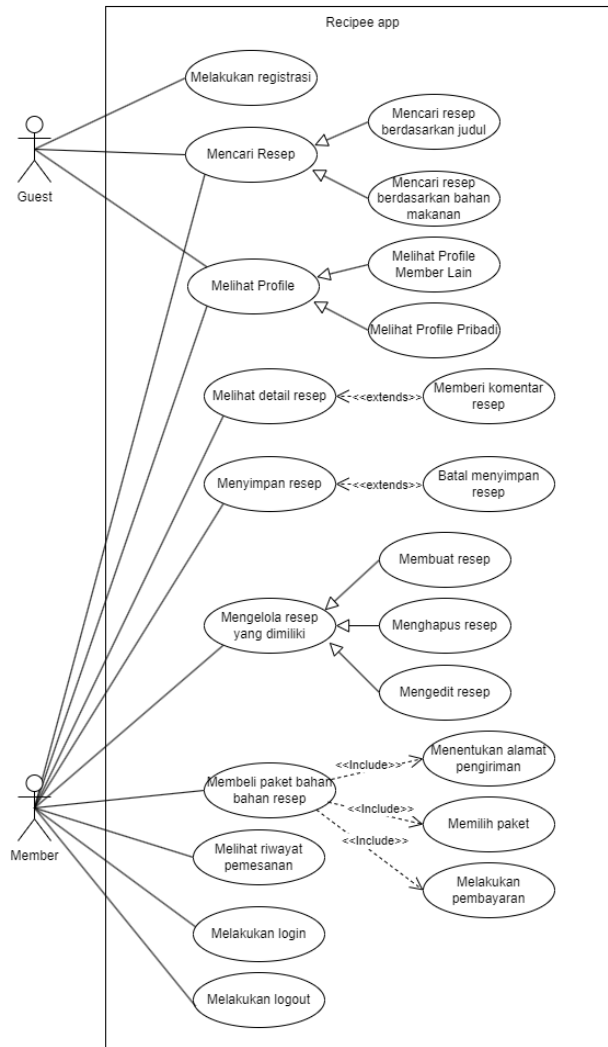 Recipee app
Melakukan registrasi
Guest
Mencari Resep
Mencari resep
berdasarkan judul
Mencari resep
berdasarkan bahan
makanan
Melihat Profile
Melihat Profile
Member Lain
Melihat Profile Pribadi
Melihat detail resep
<<extends>>
Memberi komentar
resep
Menyimpan resep
<<extends>>
Batal menyimpan
resep
Mengelola resep
yang dimiliki
Membuat resep
Menghapus resep
Mengedit resep
Member
Membeli paket bahan
bahan resep
<<Include>>
Menentukan alamat
pengiriman
<<Include>>
Memilih paket
<<Include>>
Melakukan
pembayaran
Melihat riwayat
pemesanan
Melakukan login
Melakukan logout